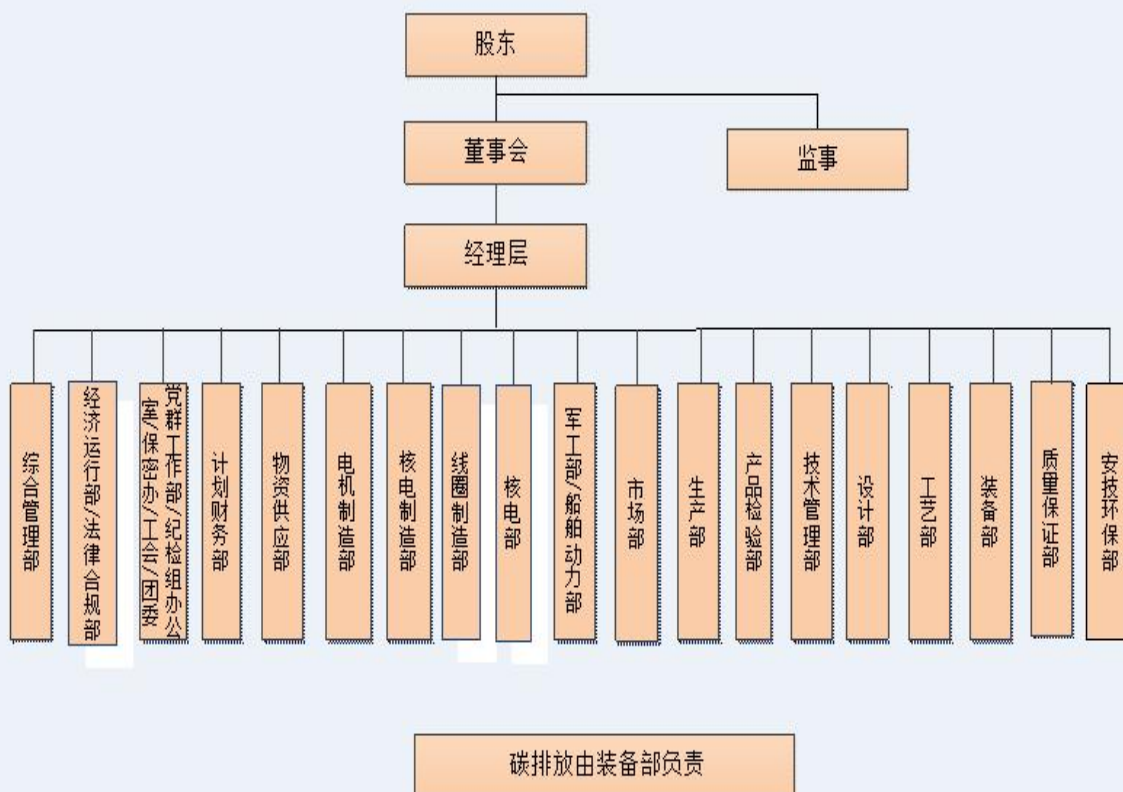 股东
董事会
监事
经理层
综合管理部
经济运行部/法律合规部
党群工作部/纪检组办公
室/保密办/工会/团委
计划财务部
物资供应部
电机制造部
核电制造部
线圈制造部
核电部
军工部/船舶动力部
市场部
生产部
产品检验部
技术管理部
设计部
工艺部
装备部
质量保证部
安技环保部
碳排放由装备部负责